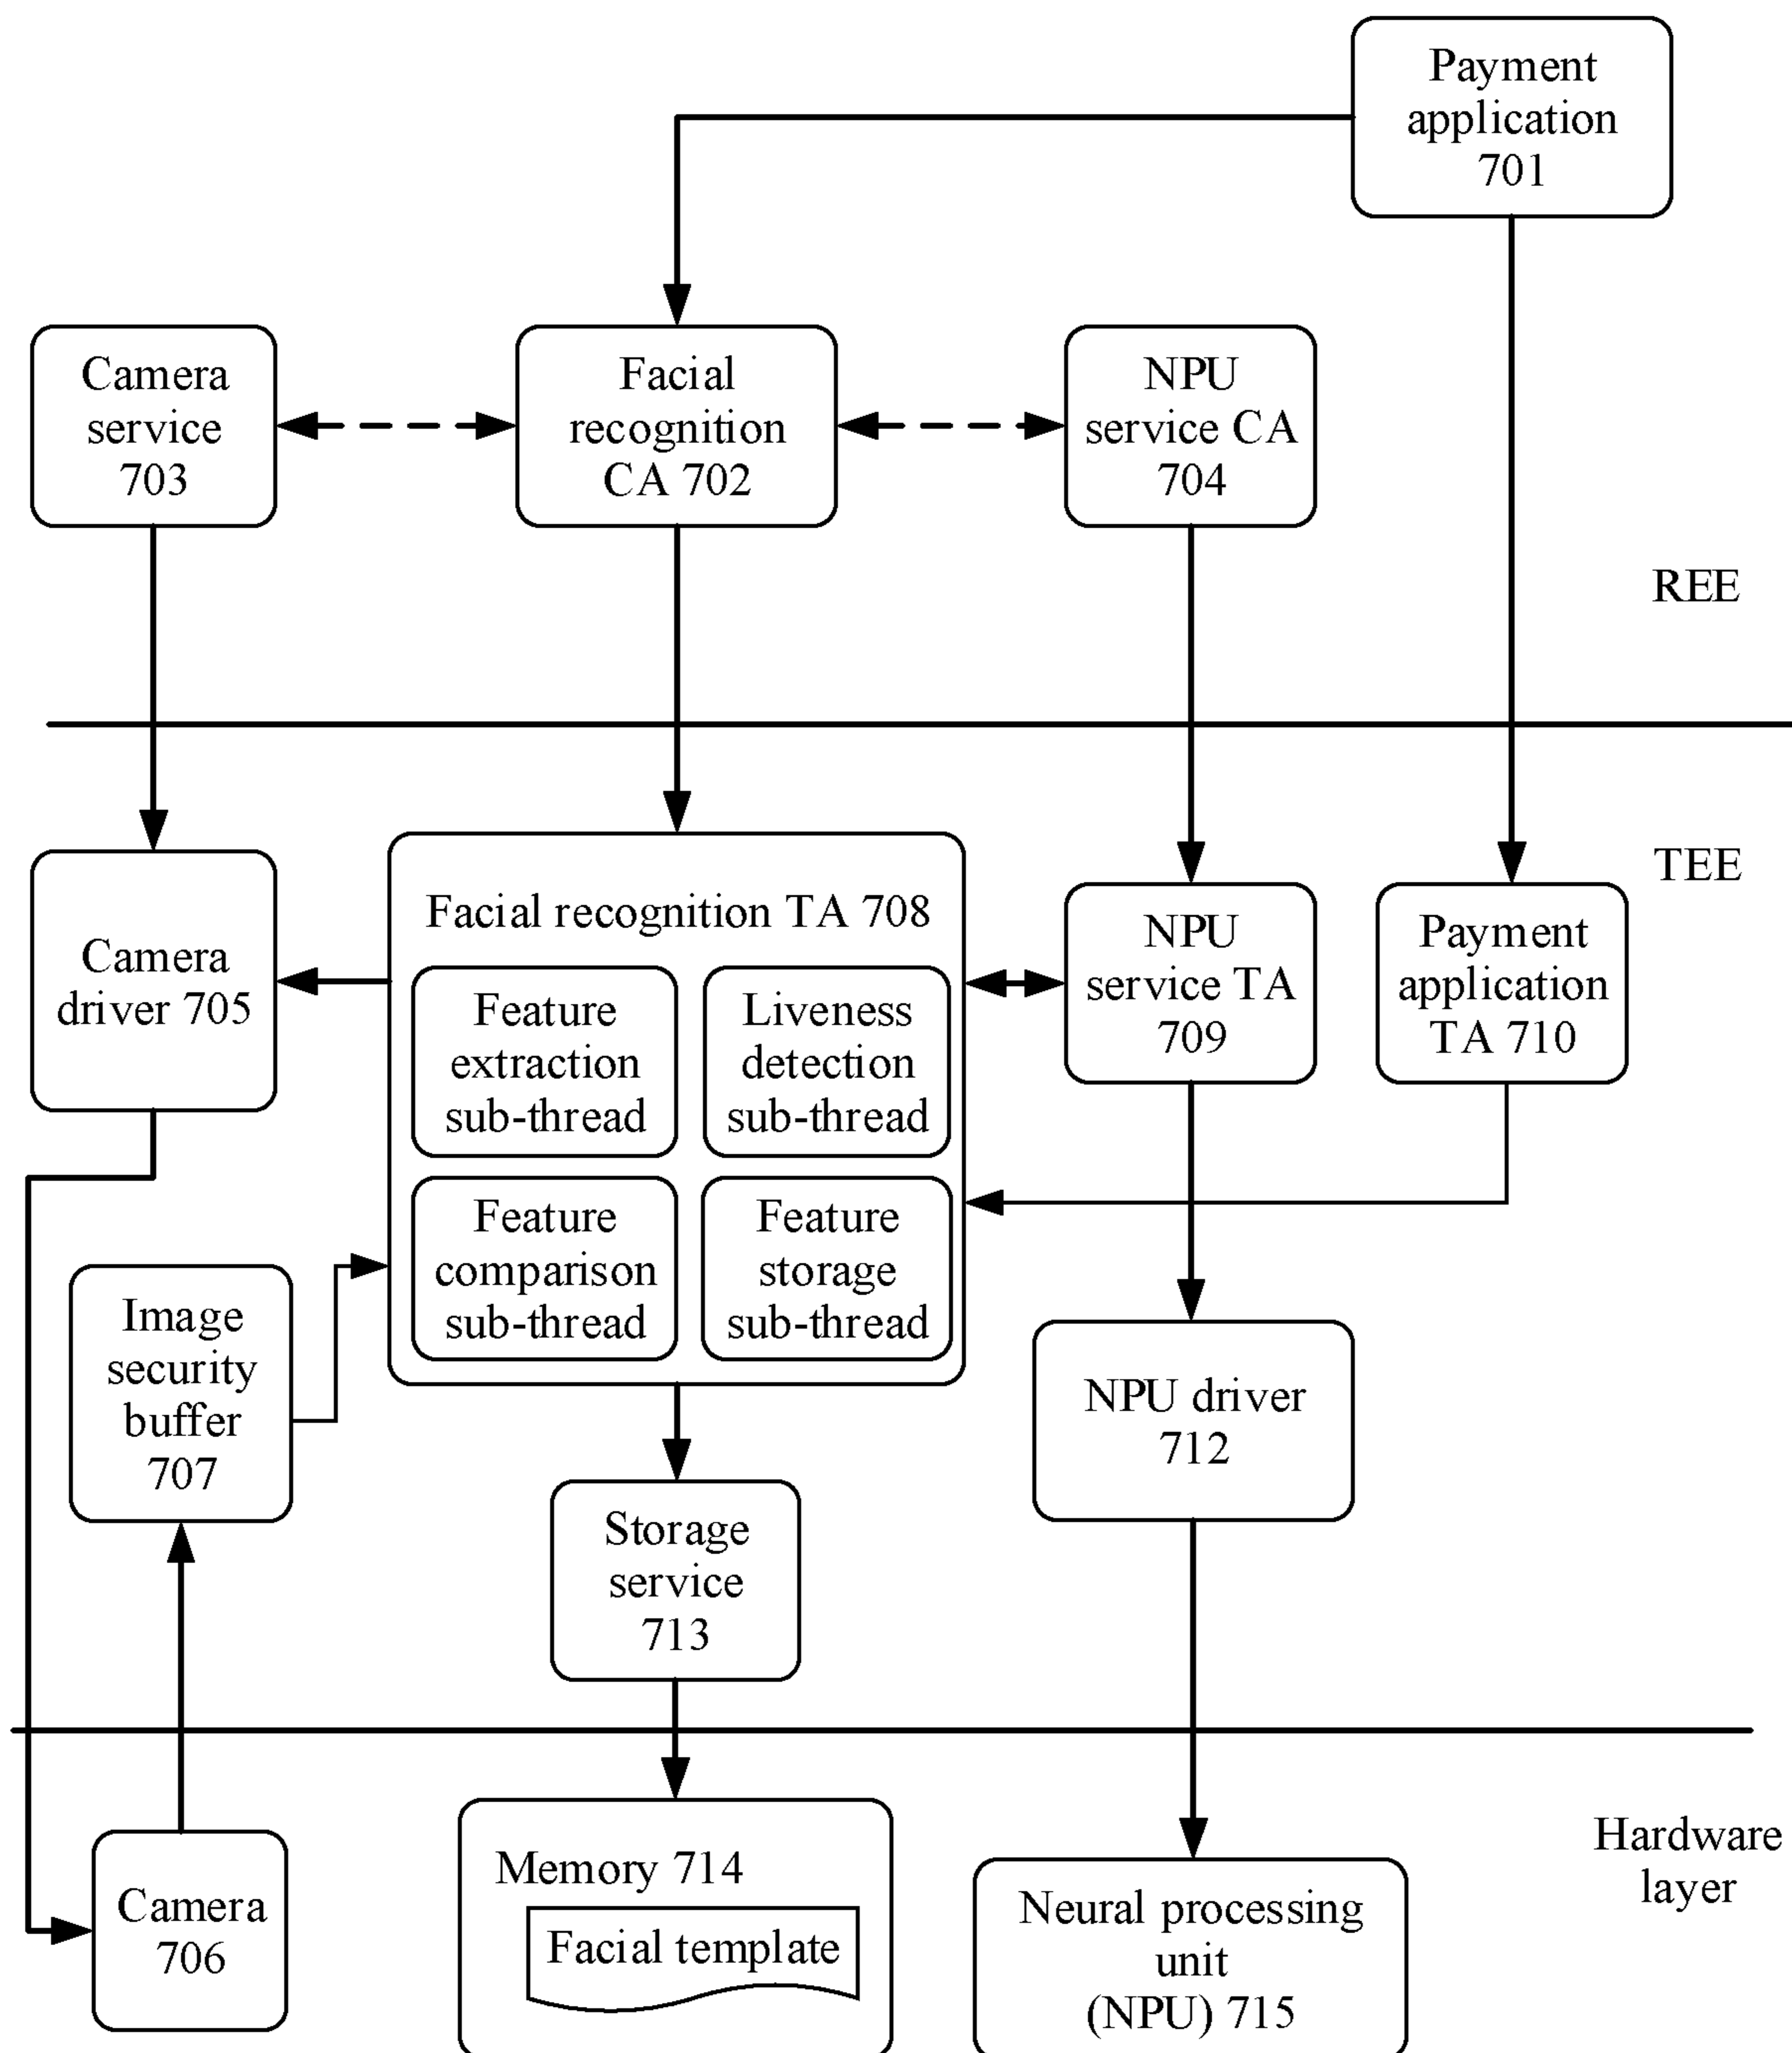 Payment
application
701
Camera
service
703
Facial
recognition
CA 702
NPU
service CA
704
REE
TEE
Camera
driver 705
Facial recognition TA 708
Feature
extraction
sub-thread
Liveness
detection
sub-thread
Feature
comparison
sub-thread
Feature
storage
sub-thread
NPU
service TA
709
Payment
application
TA 710
Image
security
buffer
707
NPU driver
712
Storage
service
713
Hardware
layer
Camera
706
Memory 714
Facial template
Neural processing
unit
(NPU) 715